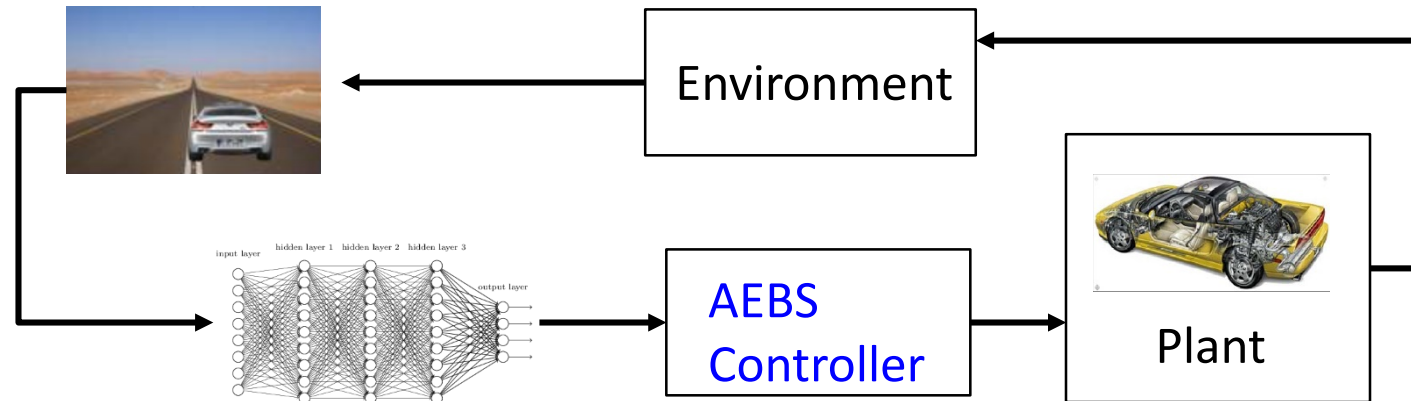 Environment
hidden layer 1 hidden layer 2 hidden layer 3
input layer
output layer
AEBS
Controller
Plant